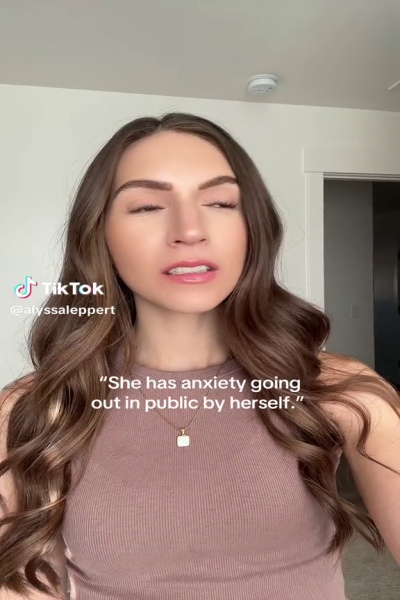 TikTok
@alyssaleppert
“She has anxiety going
out in public by herself.”